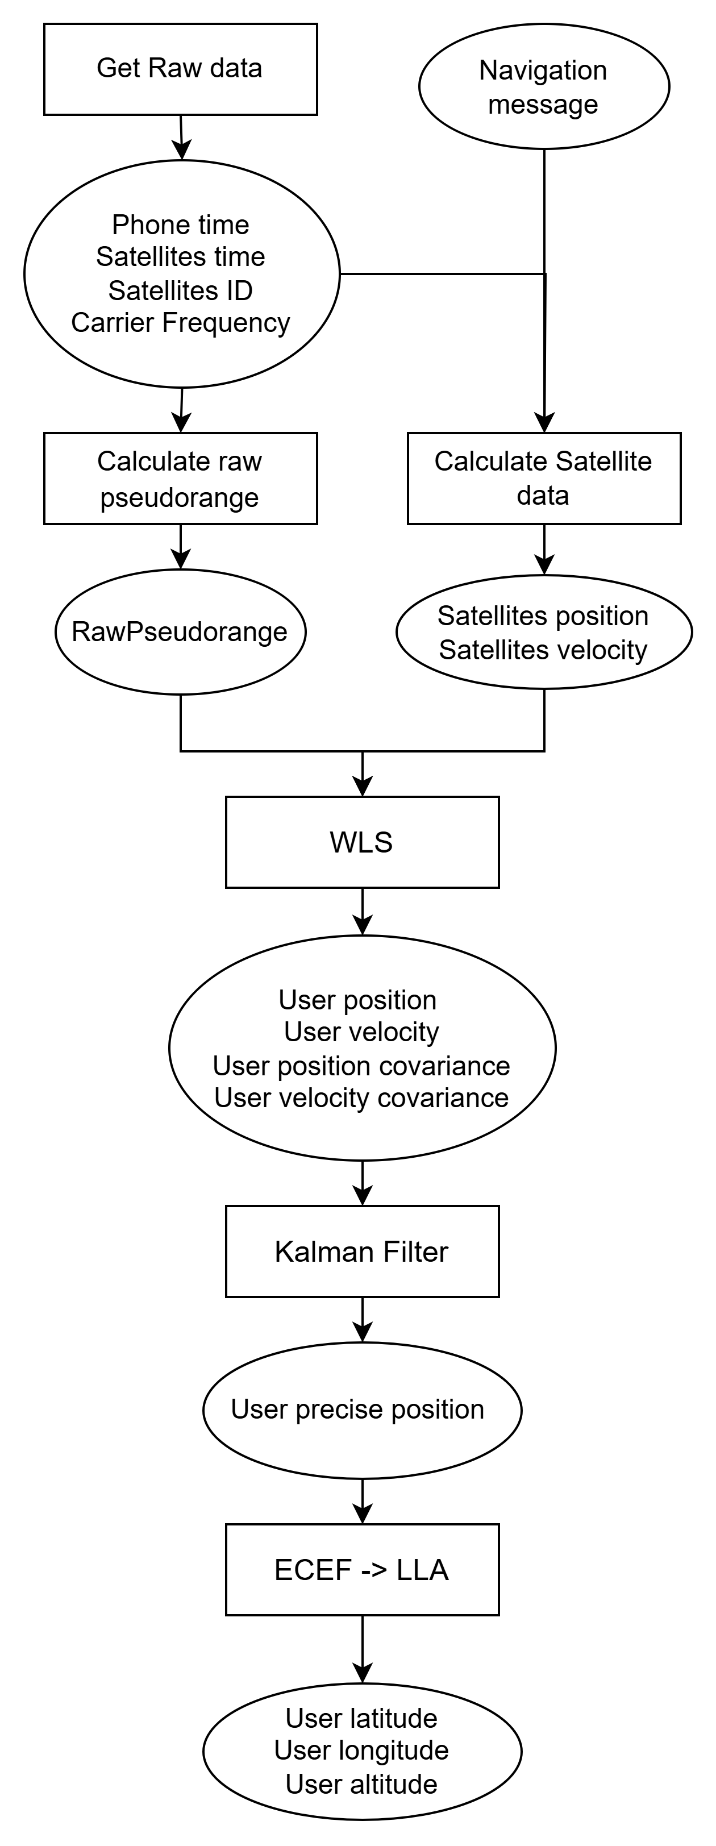 Get Raw data
Navigation
message
Phone time
Satellites time
Satellites ID
Carrier Frequency
Calculate raw
pseudorange
Calculate Satellite
data
RawPseudorange
Satellites position
Satellites velocity
WLS
User position
User velocity
User position covariance
User velocity covariance
Kalman Filter
User precise position
ECEF -> LLA
User latitude
User longitude
User altitude